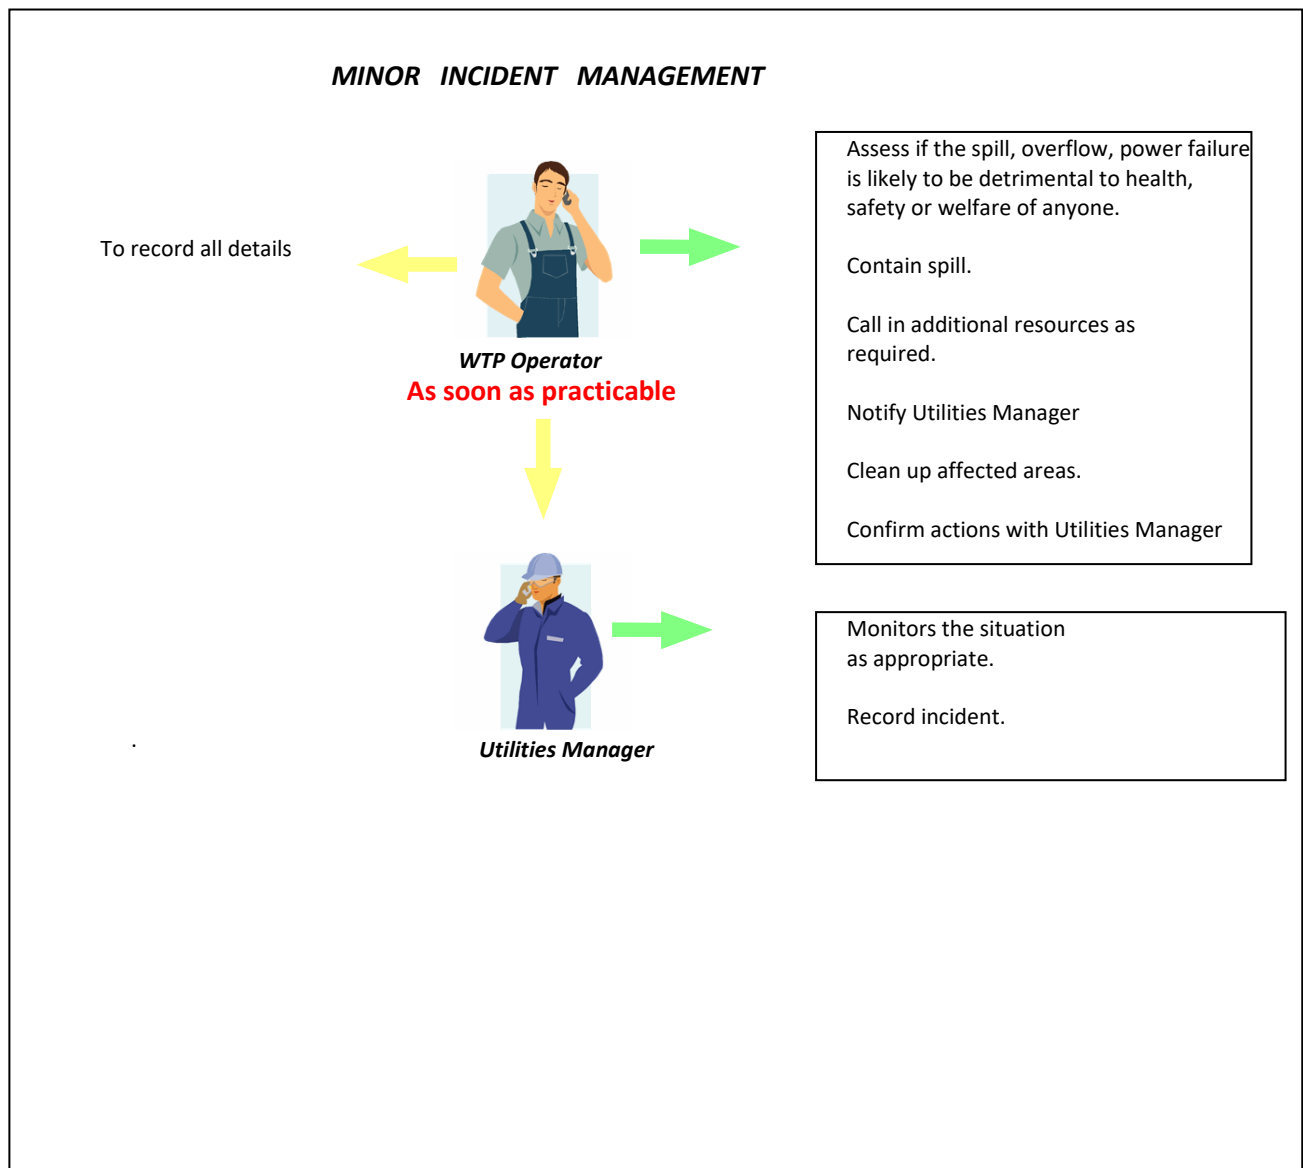 MINOR INCIDENT MANAGEMENT
To record all details
WTP Operator
As soon as practicable
Assess if the spill, overflow, power failure
is likely to be detrimental to health,
safety or welfare of anyone.
Contain spill.
Call in additional resources as
required.
Notify Utilities Manager
Clean up affected areas.
Confirm actions with Utilities Manager
Utilities Manager
Monitors the situation
as appropriate.
Record incident.
.